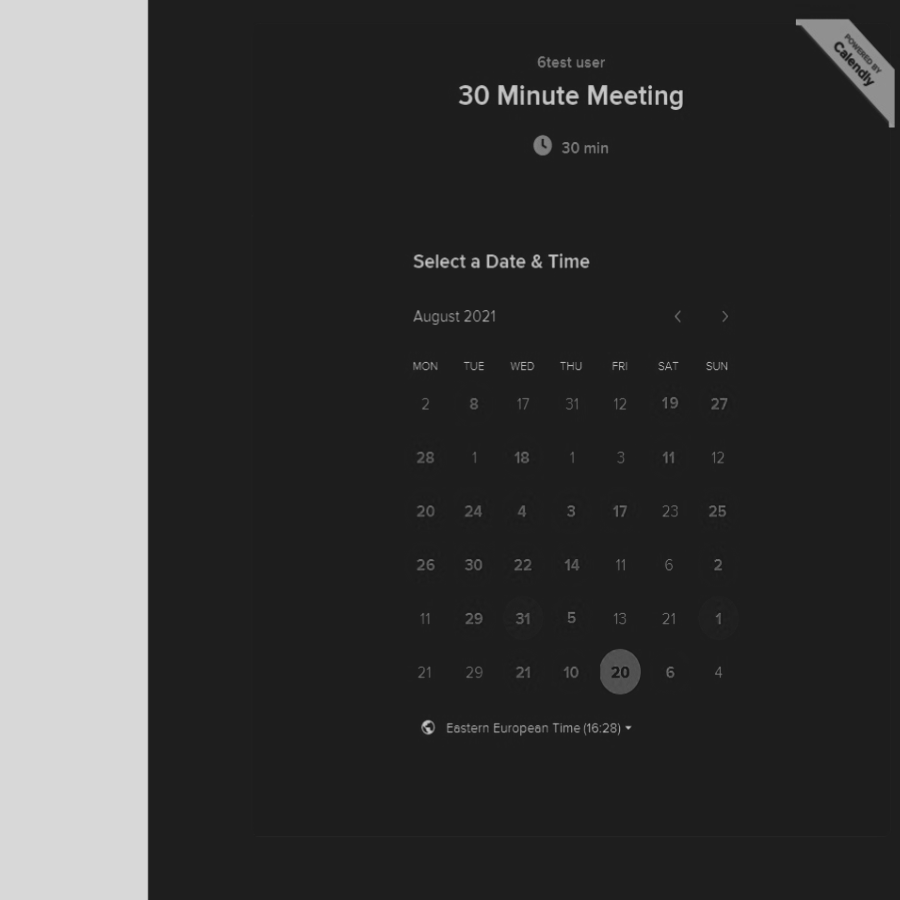 POWERED BY
Calendly
6test user
30 Minute Meeting
30 min
Select a Date & Time
August 2021
MON TUE WED THU FRI SAT SUN
2 8 17 31 12 19 27
28 1 18 1 3 11 12
20 24 4 3 17 23 25
26 30 22 14 11 6 2
11 29 31 5 13 21 1
21 29 21 10 20 6 4
Eastern European Time (16:28)